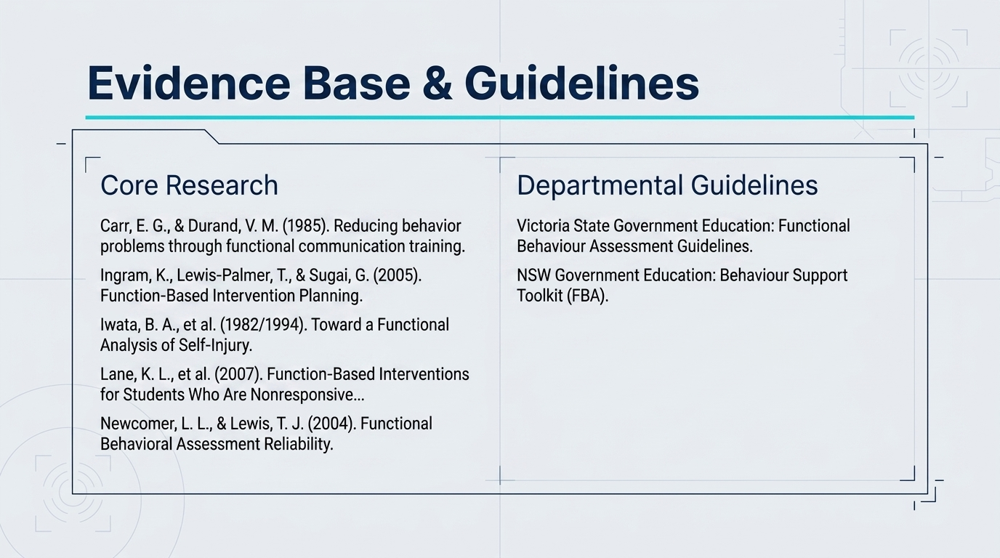 Evidence Base & Guidelines
Core Research
Carr, E. G., & Durand, V. M. (1985). Reducing behavior
problems through functional communication training.
Ingram, K., Lewis-Palmer, T., & Sugai, G. (2005).
Function-Based Intervention Planning.
Iwata, B. A., et al. (1982/1994). Toward a Functional
Analysis of Self-Injury.
Lane, K. L., et al. (2007). Function-Based Interventions
for Students Who Are Nonresponsive...
Newcomer, L. L., & Lewis, T. J. (2004). Functional
Behavioral Assessment Reliability.
Departmental Guidelines
Victoria State Government Education: Functional
Behaviour Assessment Guidelines.
NSW Government Education: Behaviour Support
Toolkit (FBA).